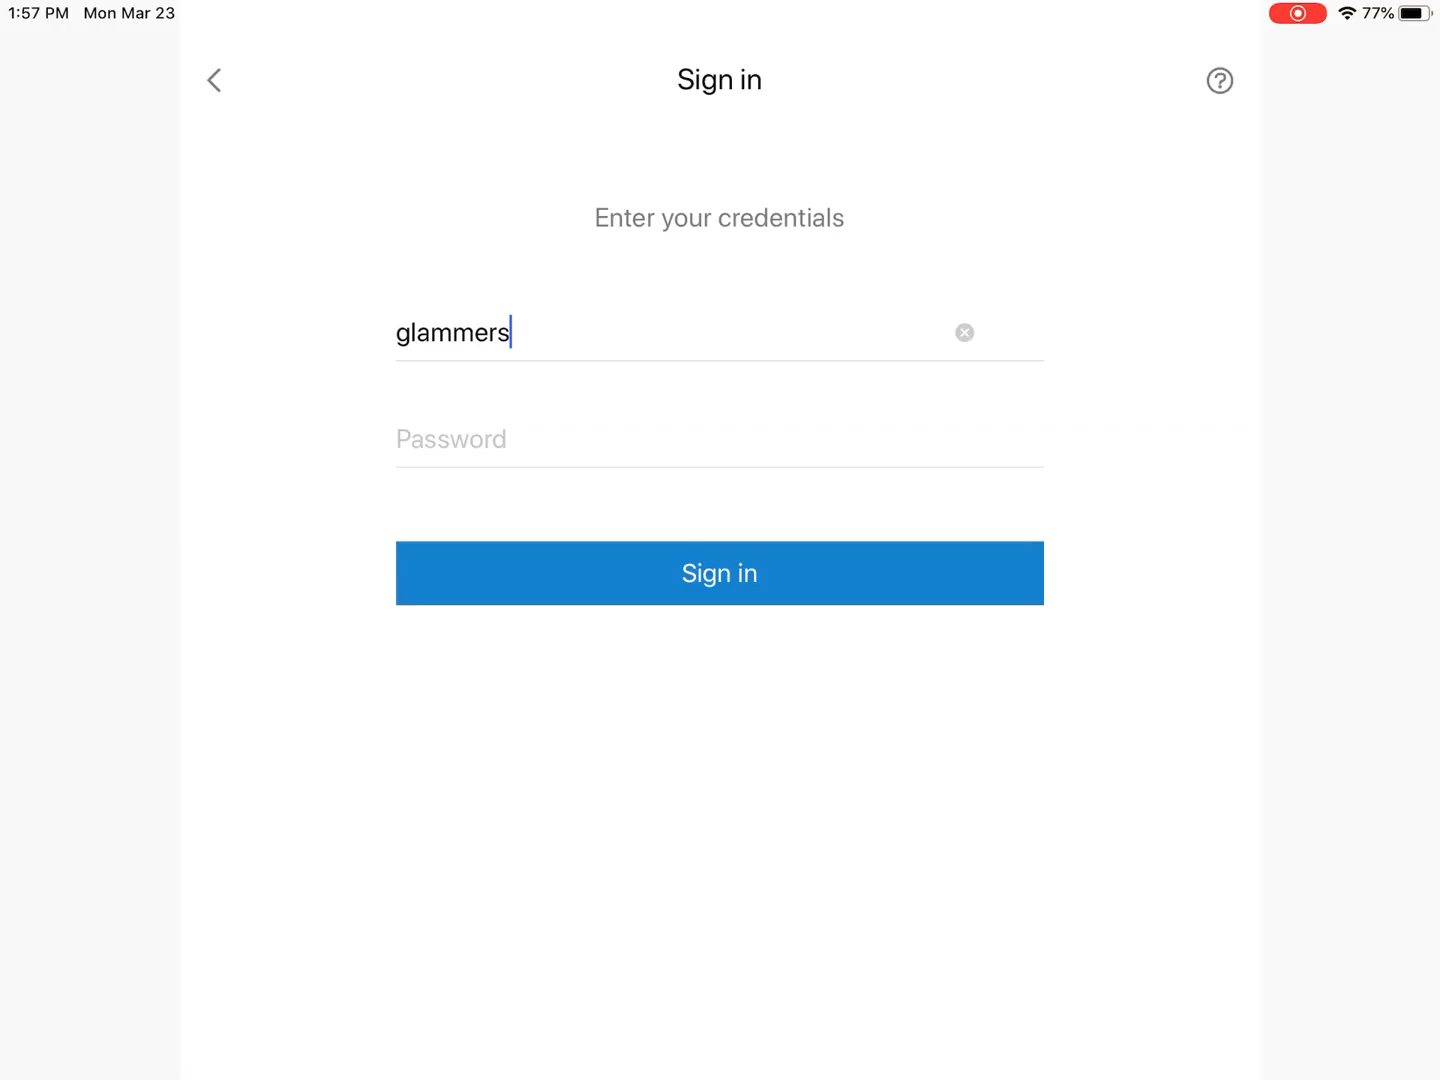 1:57 PM Mon Mar 23
77%
Sign in
Enter your credentials
glammers
Password
Sign in